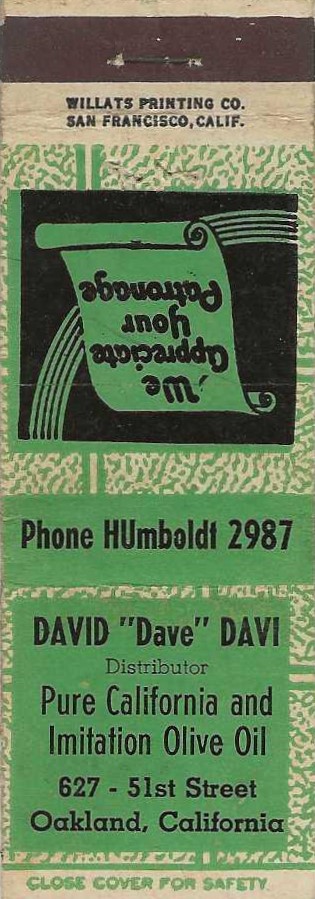 WILLATS PRINTING CO.
SAN FRANCISCO, CALIF.
We
Appreciate
Your
Patronage
Phone HUmboldt 2987
DAVID "Dave" DAVI
Distributor
Pure California and
Imitation Olive Oil
627 - 51st Street
Oakland, California
CLOSE COVER FOR SAFETY